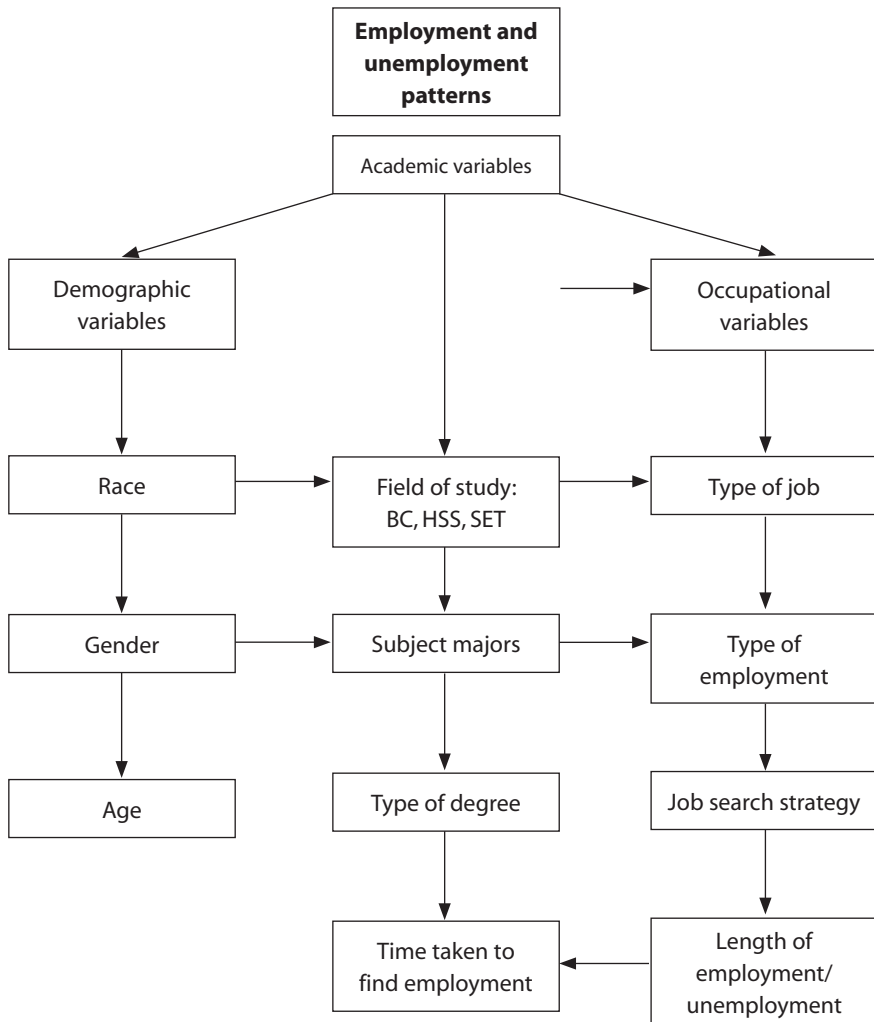 Employment and
unemployment
patterns
Academic variables
Demographic
variables
Occupational
variables
Race
Field of study:
BC, HSS, SET
Type of job
Gender
Subject majors
Type of
employment
Age
Type of degree
Job search strategy
Time taken to
find employment
Length of
employment/
unemployment